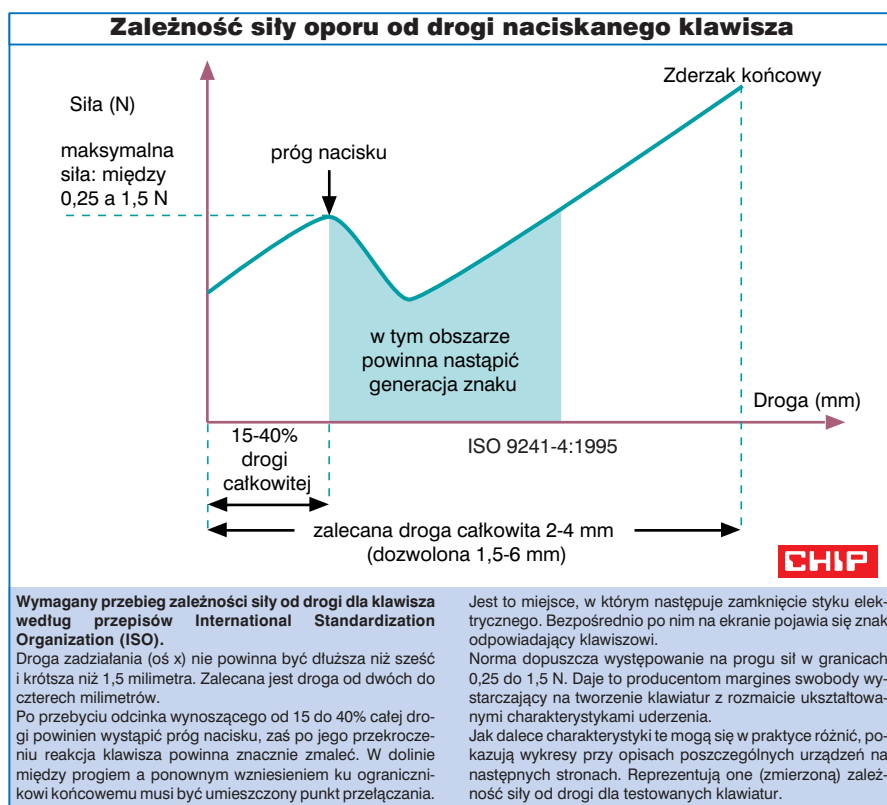 Zależność siły oporu od drogi naciskanego klawisza
Zderzak końcowy
Siła (N)
maksymalna
siła: między
0,25 a 1,5 N
próg nacisku
w tym obszarze
powinna nastąpić
generacja znaku
Droga (mm)
15-40%
drogi
całkowitej
ISO 9241-4:1995
zalecana droga całkowita 2-4 mm
(dozwolona 1,5-6 mm)
CHIP
Wymagany przebieg zależności siły od drogi dla klawisza
według przepisów International Standardization
Organization (ISO).
Droga zadziałania (oś x) nie powinna być dłuższa niż sześć
i krótsza niż 1,5 milimetra. Zalecana jest droga od dwóch do
czterech milimetrów.
Po przebyciu odcinka wynoszącego od 15 do 40% całej dro-
gi powinien wystąpić próg nacisku, zaś po jego przekrocze-
niu reakcja klawisza powinna znacznie zmaleć. W dolinie
między progiem a ponownym wzniesieniem ku ogranicz-
nikowi końcowemu musi być umieszczony punkt przełączania.
Jest to miejsce, w którym następuje zamknięcie styku elek-
trycznego. Bezpośrednio po nim na ekranie pojawia się znak
odpowiadający klawiszowi.
Norma dopuszcza występowanie na progu sił w granicach
0,25 do 1,5 N. Daje to producentom margines swobody wy-
starczający na tworzenie klawiatur z rozmaicie ukształtowa-
nymi charakterystykami uderzenia.
Jak dalece charakterystyki te mogą się w praktyce różnić, po-
kazują wykresy przy opisach poszczególnych urządzeń na
następnych stronach. Reprezentują one (zmierzoną) zależ-
ność siły od drogi dla testowanych klawiatur.